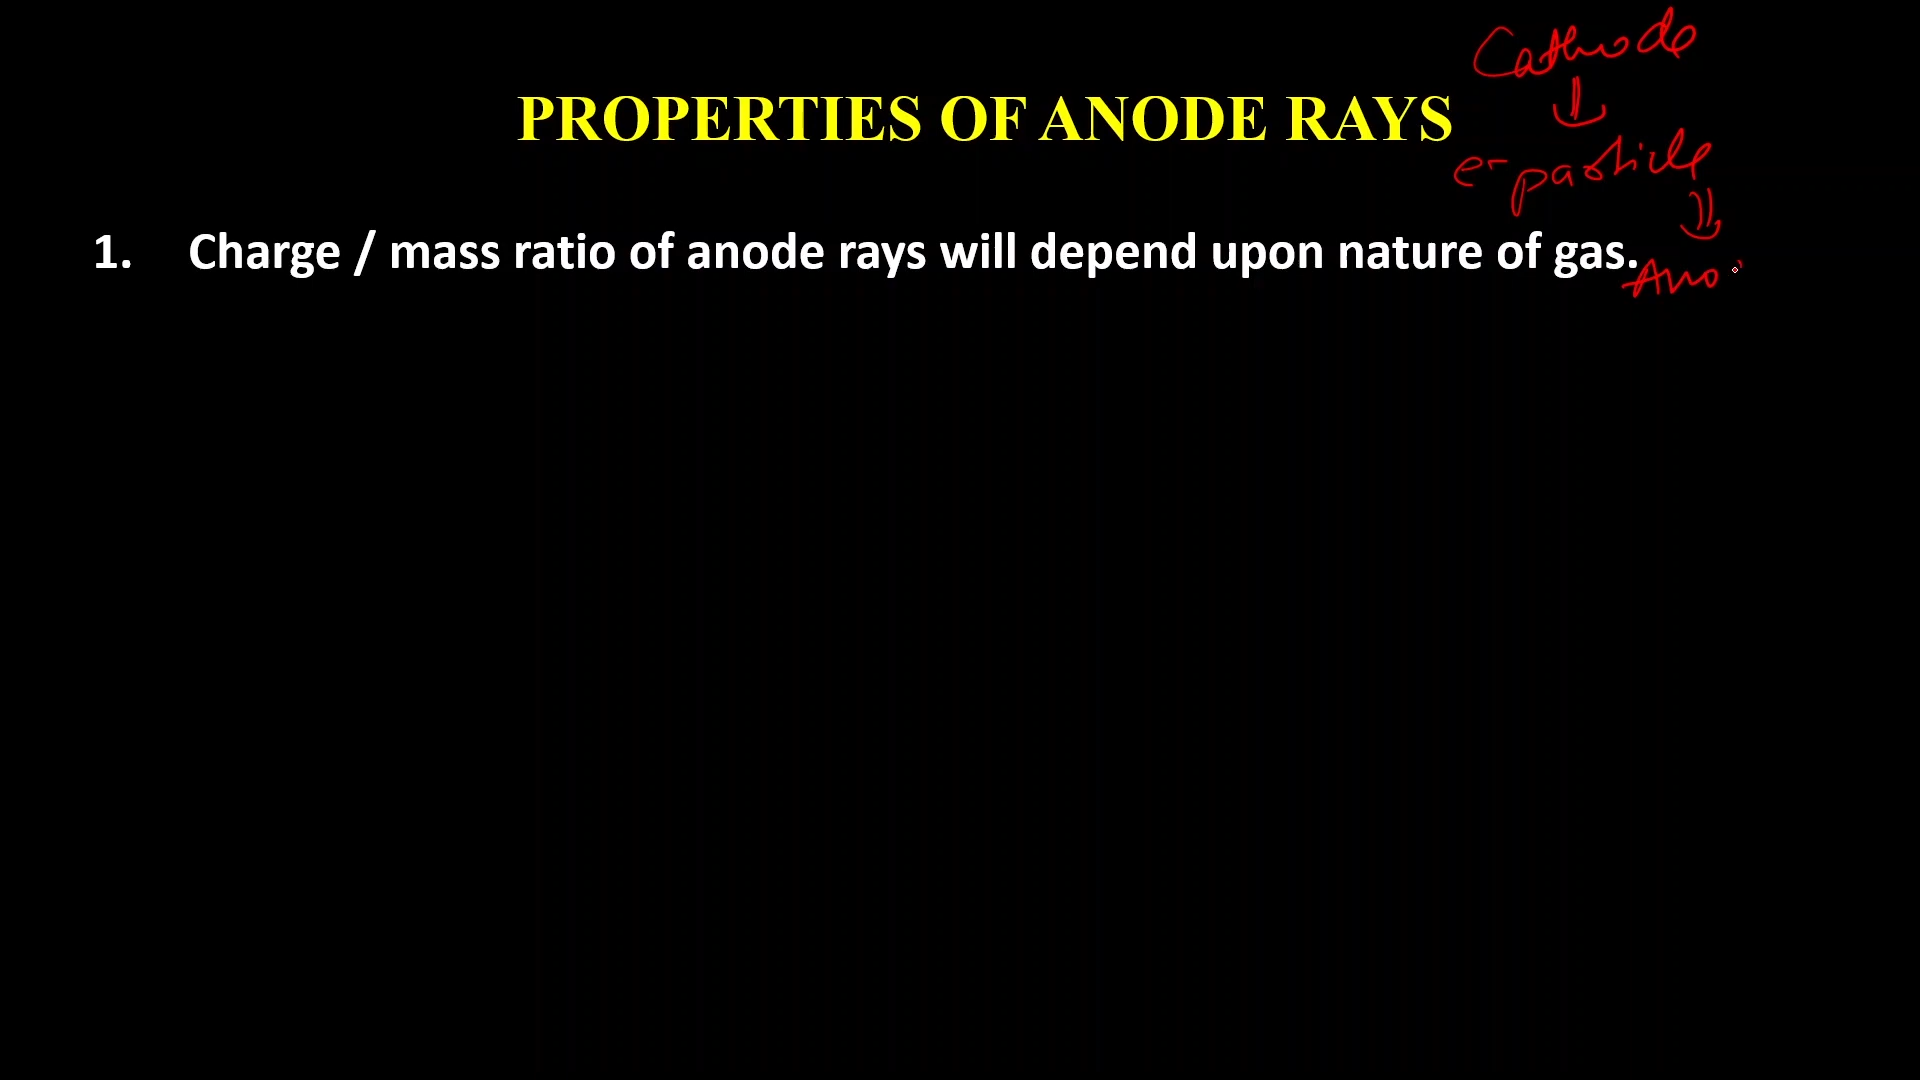 Cathode
PROPERTIES OF ANODE RAYS
e- particle
1. Charge / mass ratio of anode rays will depend upon nature of gas.
Ano